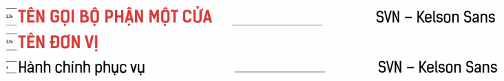 TÊN GỌI BỘ PHẬN MỘT CỬA SVN – Kelson Sans
TÊN ĐƠN VỊ
Hành chính phục vụ SVN – Kelson Sans